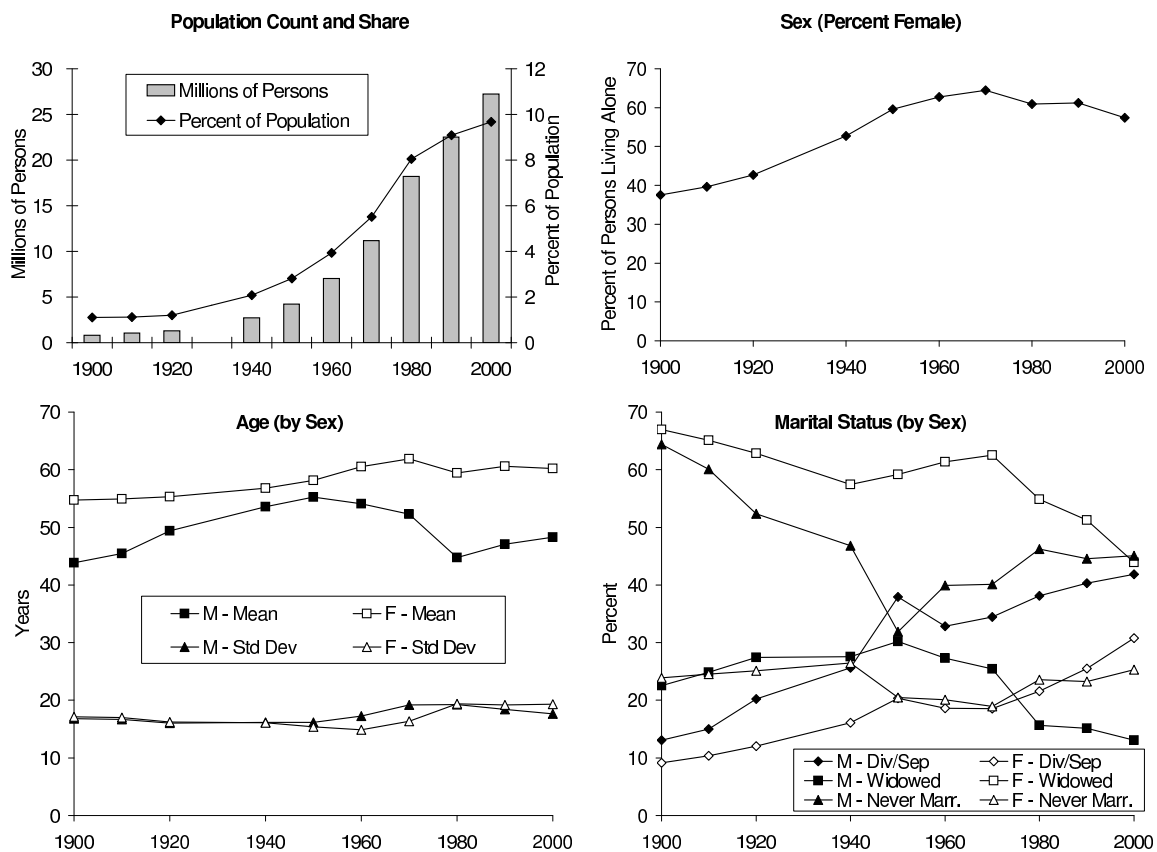 Population Count and Share
30
25
20
15
10
5
0
Millions of Persons
12
10
8
6
4
2
0
Percent of Population
Millions of Persons
Percent of Population
1900 1920 1940 1960 1980 2000
Sex (Percent Female)
70
60
50
40
30
20
10
0
Percent of Persons Living Alone
1900 1920 1940 1960 1980 2000
Age (by Sex)
70
60
50
40
30
20
10
0
Years
M - Mean F - Mean
M - Std Dev F - Std Dev
1900 1920 1940 1960 1980 2000
Marital Status (by Sex)
70
60
50
40
30
20
10
0
Percent
M - Div/Sep F - Div/Sep
M - Widowed F - Widowed
M - Never Marr. F - Never Marr.
1900 1920 1940 1960 1980 2000